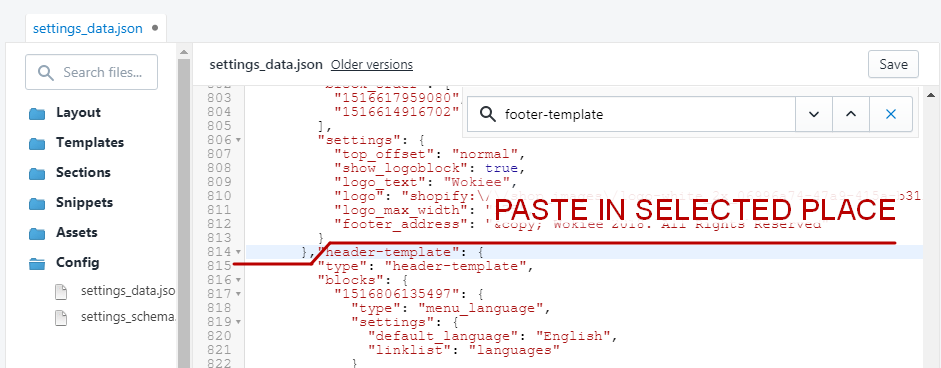 settings_data.json
settings_data.json Older versions Save
Search files...
Layout
Templates
Sections
Snippets
Assets
Config
settings_data.jso
settings_schema.
footer-template
803 "1516617959080",
804 "1516614916702"
805 ],
806 "settings": {
807 "top_offset": "normal",
808 "show_logoblock": true,
809 "logo_text": "Wokiee",
810 "logo": "shopify:\/
811 "logo_max_width":
812 "footer_address": "&copy; Wokiee 2018. All Rights Reserved"
PASTE IN SELECTED PLACE
813 }
814 },"header-template": {
815 "type": "header-template",
816 "blocks": {
817 "1516806135497": {
818 "type": "menu_language",
819 "settings": {
820 "default_language": "English",
821 "linklist": "languages"
822 }